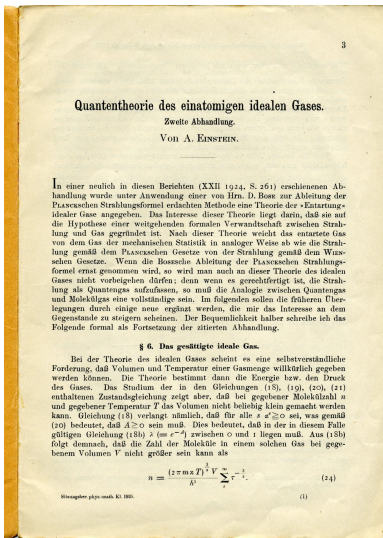 3
Quantentheorie des einatomigen idealen Gases.
Zweite Abhandlung.
Von A. Einstein.
In einer neulich in diesen Berichten (XXII 1924, S. 261) erschienenen Ab-
handlung wurde unter Anwendung einer von Hrn. D. Bose zur Ableitung der
Planckschen Strahlungsformel erdachten Methode eine Theorie der »Entartung«
idealer Gase angegeben. Das Interesse dieser Theorie liegt darin, daß sie auf
die Hypothese einer weitgehenden formalen Verwandtschaft zwischen Strah-
lung und Gas gegründet ist. Nach dieser Theorie weicht das entartete Gas
von dem Gas der mechanischen Statistik in analoger Weise ab wie die Strah-
lung gemäß dem Planckschen Gesetze von der Strahlung gemäß dem Wien-
schen Gesetze. Wenn die Bosesche Ableitung der Planckschen Strahlungs-
formel ernst genommen wird, so wird man auch an dieser Theorie des idealen
Gases nicht vorbeigehen dürfen; denn wenn es gerechtfertigt ist, die Strah-
lung als Quantengas aufzufassen, so muß die Analogie zwischen Quantengas
und Molekülgas eine vollständige sein. Im folgenden sollen die früheren Über-
legungen durch einige neue ergänzt werden, die mir das Interesse an dem
Gegenstande zu steigern scheinen. Der Bequemlichkeit halber schreibe ich das
Folgende formal als Fortsetzung der zitierten Abhandlung.
§ 6. Das gesättigte ideale Gas.
Bei der Theorie des idealen Gases scheint es eine selbstverständliche
Forderung, daß Volumen und Temperatur einer Gasmenge willkürlich gegeben
werden können. Die Theorie bestimmt dann die Energie bzw. den Druck
des Gases. Das Studium der in den Gleichungen (18), (19), (20), (21)
enthaltenen Zustandsgleichung zeigt aber, daß bei gegebener Molekülzahl n
und gegebener Temperatur T das Volumen nicht beliebig klein gemacht werden
kann. Gleichung (18) verlangt nämlich, daß für alle s αˢ ≧ 0 sei, was gemäß
(20) bedeutet, daß A ≧ 0 sein muß. Dies bedeutet, daß in der in diesem Falle
gültigen Gleichung (18b) λ (= e⁻ᴬ) zwischen 0 und 1 liegen muß. Aus (18b)
folgt demnach, daß die Zahl der Moleküle in einem solchen Gas bei gege-
benem Volumen V nicht größer sein kann als
n = (2πmκT)^{3/2} V / h³ ∑ τ^{-3/2}. (24)
Sitzungsber. phys.-math. Kl. 1925. (1)